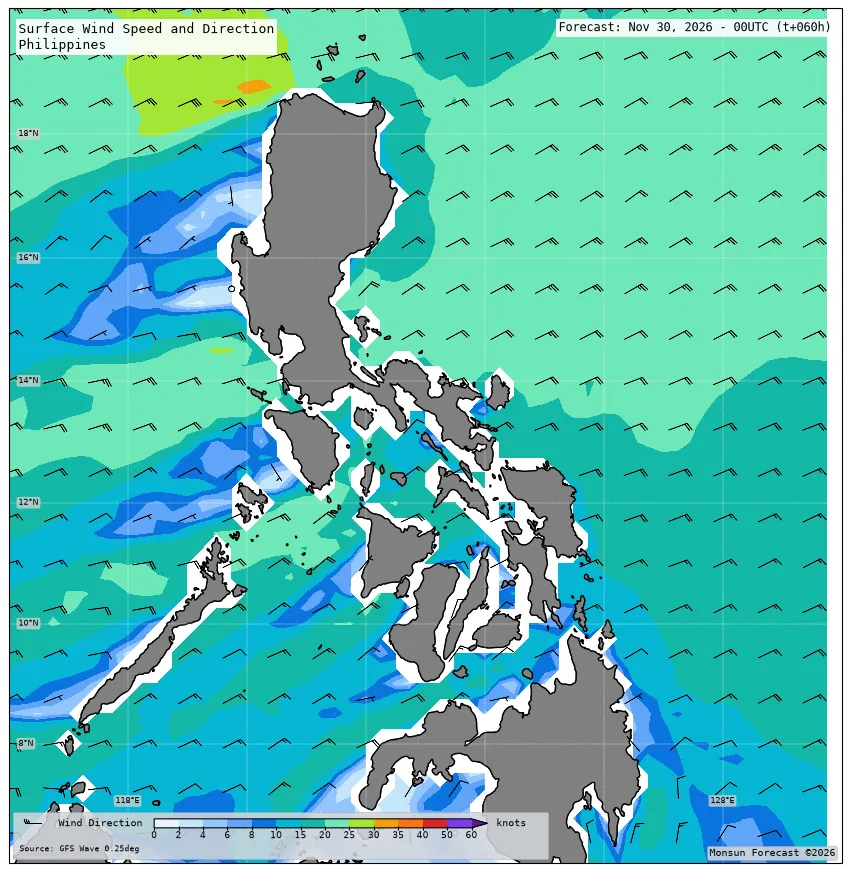 Surface Wind Speed and Direction
Philippines
Forecast: Nov 30, 2026 - 00UTC (t+060h)
18°N
16°N
14°N
12°N
10°N
8°N
118°E
128°E
Wind Direction
0 2 4 6 8 10 15 20 25 30 35 40 50 60 knots
Source: GFS Wave 0.25deg
Monsun Forecast ©2026